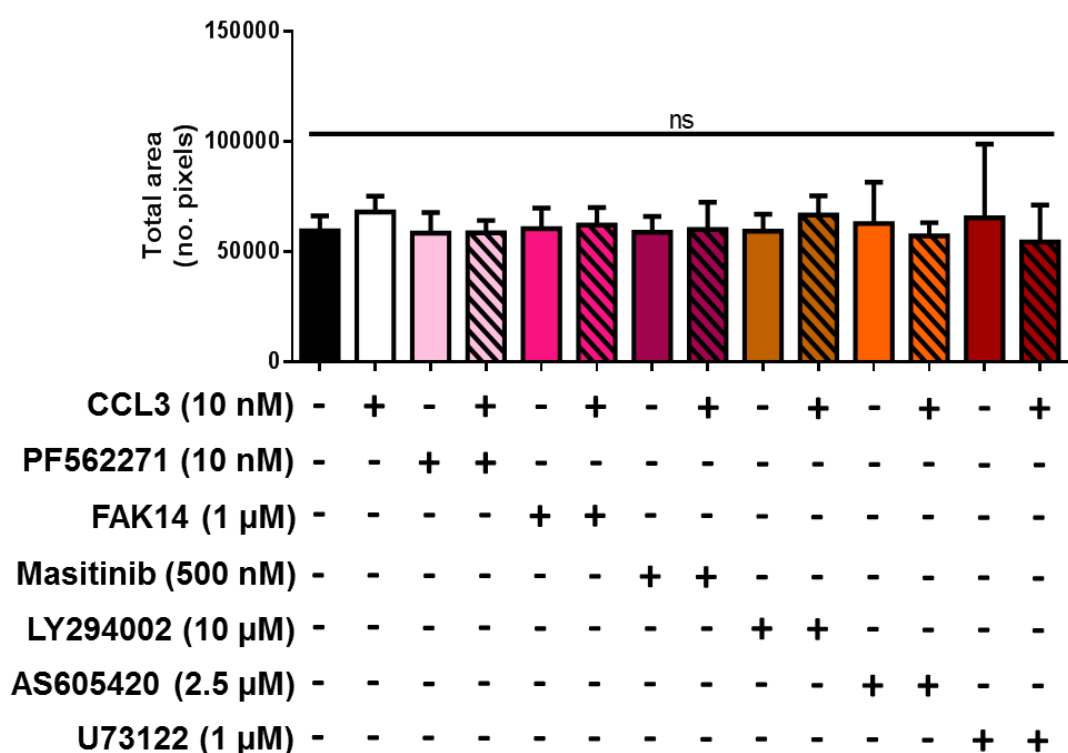 150000
ns
100000
Total area
(no. pixels)
50000
0
CCL3 (10 nM) - + - + - + - + - + - + - +
PF562271 (10 nM) - - + + - - - - - - - - - -
FAK14 (1 µM) - - - - + + - - - - - - - -
Masitinib (500 nM) - - - - - - + + - - - - - -
LY294002 (10 µM) - - - - - - - - + + - - - -
AS605420 (2.5 µM) - - - - - - - - - - + + - -
U73122 (1 µM) - - - - - - - - - - - - + +